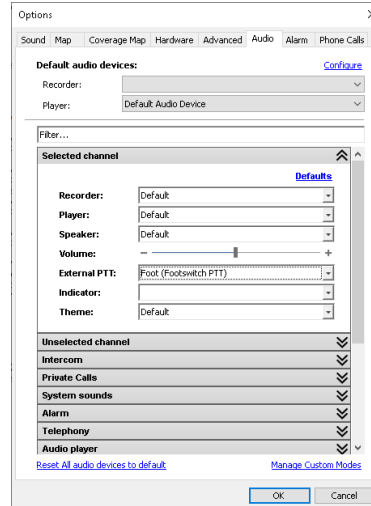 Options
Sound Map Coverage Map Hardware Advanced Audio Alarm Phone Calls
Default audio devices: Configure
Recorder:
Player: Default Audio Device
Filter...
Selected channel
Defaults
Recorder: Default
Player: Default
Speaker: Default
Volume: - +
External PTT: Foot (Footswitch PTT)
Indicator:
Theme: Default
Unselected channel
Intercom
Private Calls
System sounds
Alarm
Telephony
Audio player
Reset All audio devices to default Manage Custom Modes
OK Cancel